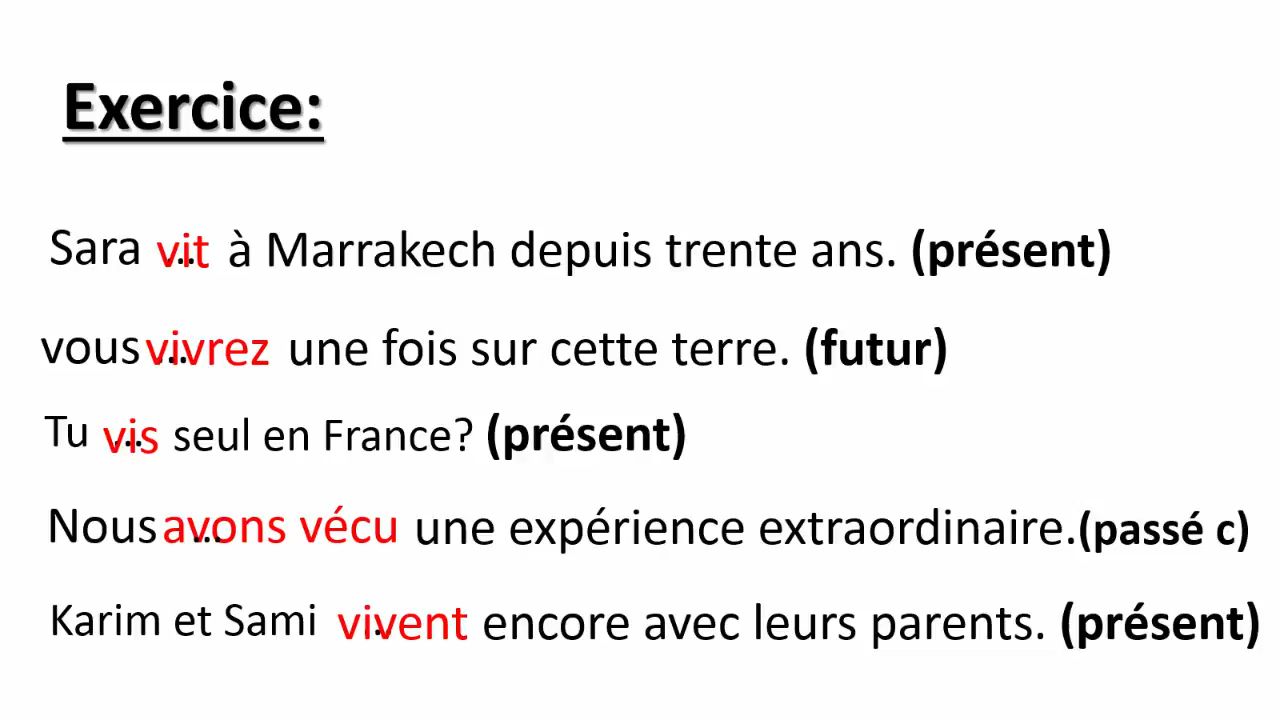 Exercice:
Sara vit à Marrakech depuis trente ans. (présent)
vous vivrez une fois sur cette terre. (futur)
Tu vis seul en France? (présent)
Nous avons vécu une expérience extraordinaire.(passé c)
Karim et Sami vivent encore avec leurs parents. (présent)